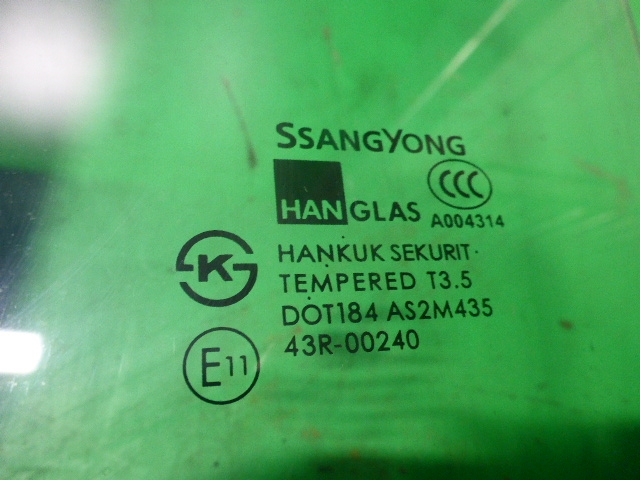 SSANGYONG
CCC
HANGLAS
A004314
K
HANKUK SEKURIT
TEMPERED T3.5
DOT184 AS2M435
43R-00240
E11